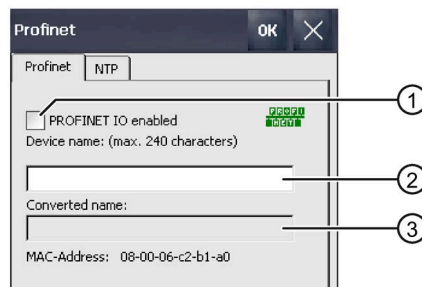 Profinet OK
Profinet NTP
PROFINET IO enabled
PROFI
NET
Device name: (max. 240 characters)
Converted name:
MAC-Address: 08-00-06-c2-b1-a0
1
2
3